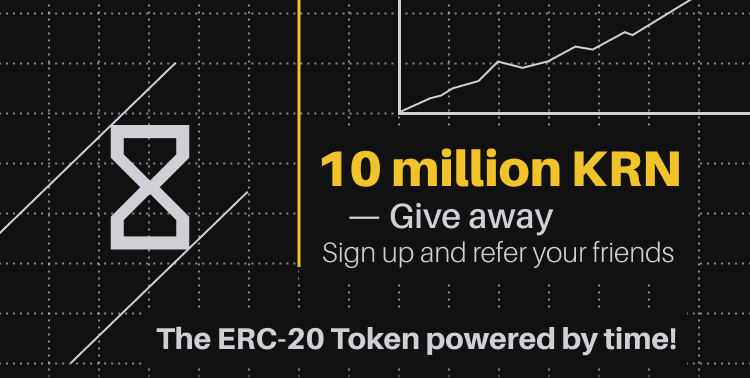 10 million KRN
— Give away
Sign up and refer your friends
The ERC-20 Token powered by time!